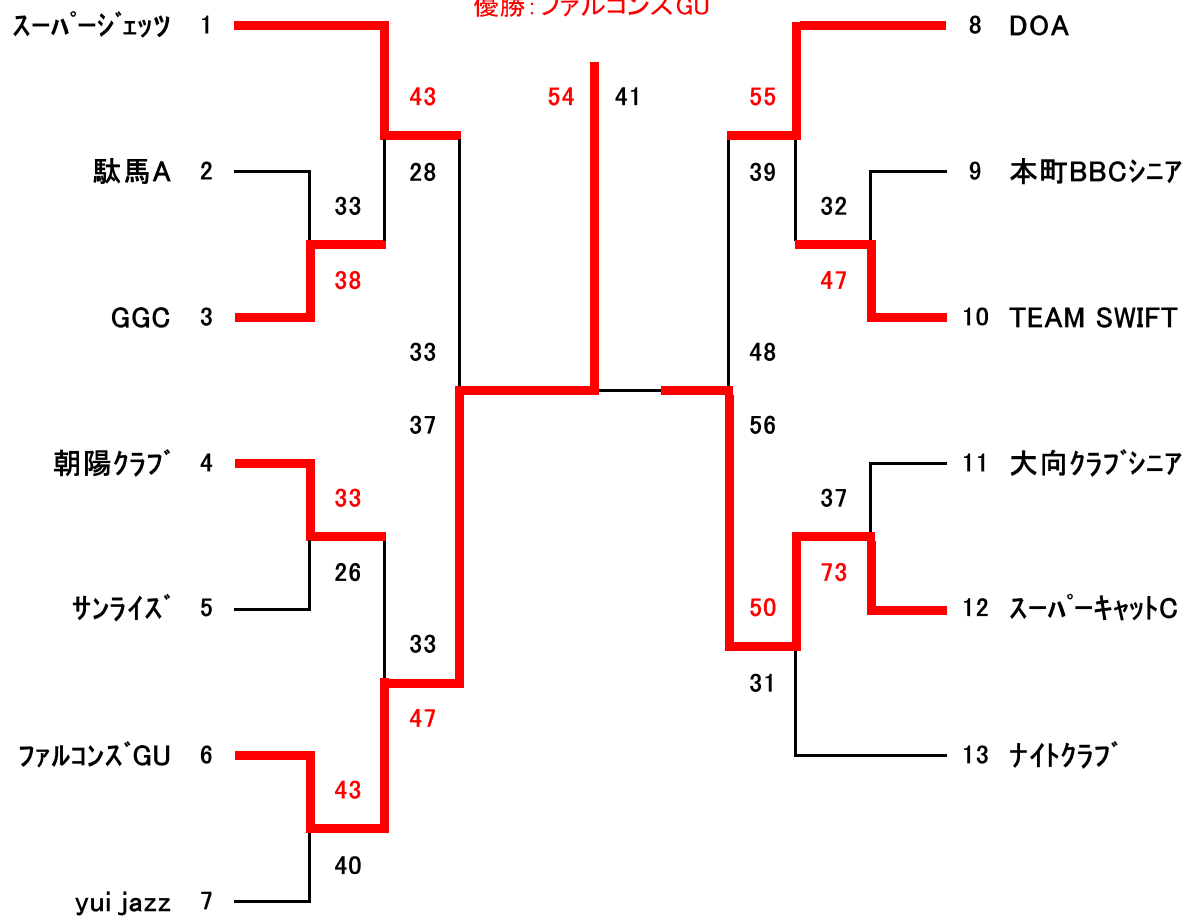 優勝：ファルコンズGU
スーパージェッツ 1
8 DOA
43
54
41
55
駄馬A 2
28
39
9 本町BBCシニア
33
32
38
47
GGC 3
10 TEAM SWIFT
33
48
37
56
朝陽クラブ 4
11 大向クラブシニア
33
37
26
73
サンライズ 5
50
12 スーパーキャットC
33
31
47
ファルコンズGU 6
13 ナイトクラブ
43
40
yui jazz 7